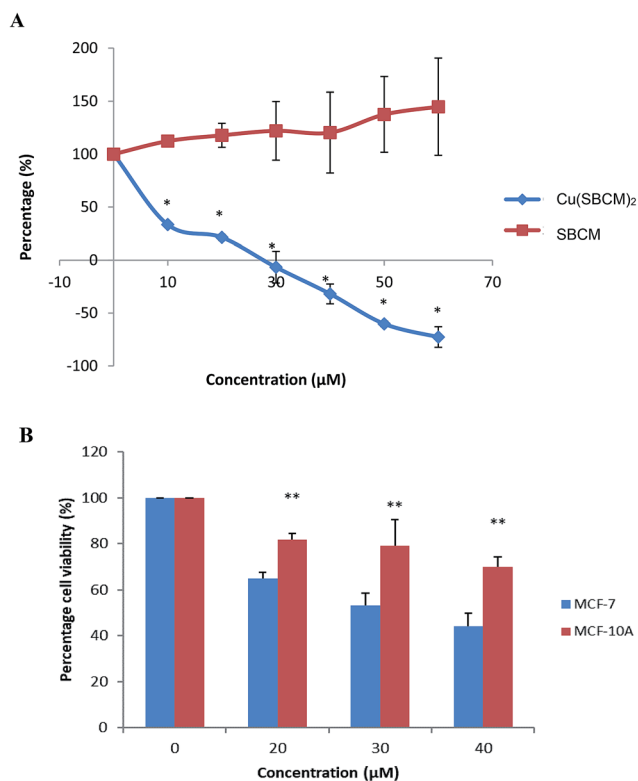 A
200
150
100
50
0
-50
-100
-10
10
30
50
70
Percentage (%)
Concentration (µM)
*
*
*
*
*
*
Cu(SBCM)₂
SBCM
B
120
100
80
60
40
20
0
Percentage cell viability (%)
**
**
**
0 20 30 40
Concentration (µM)
MCF-7
MCF-10A